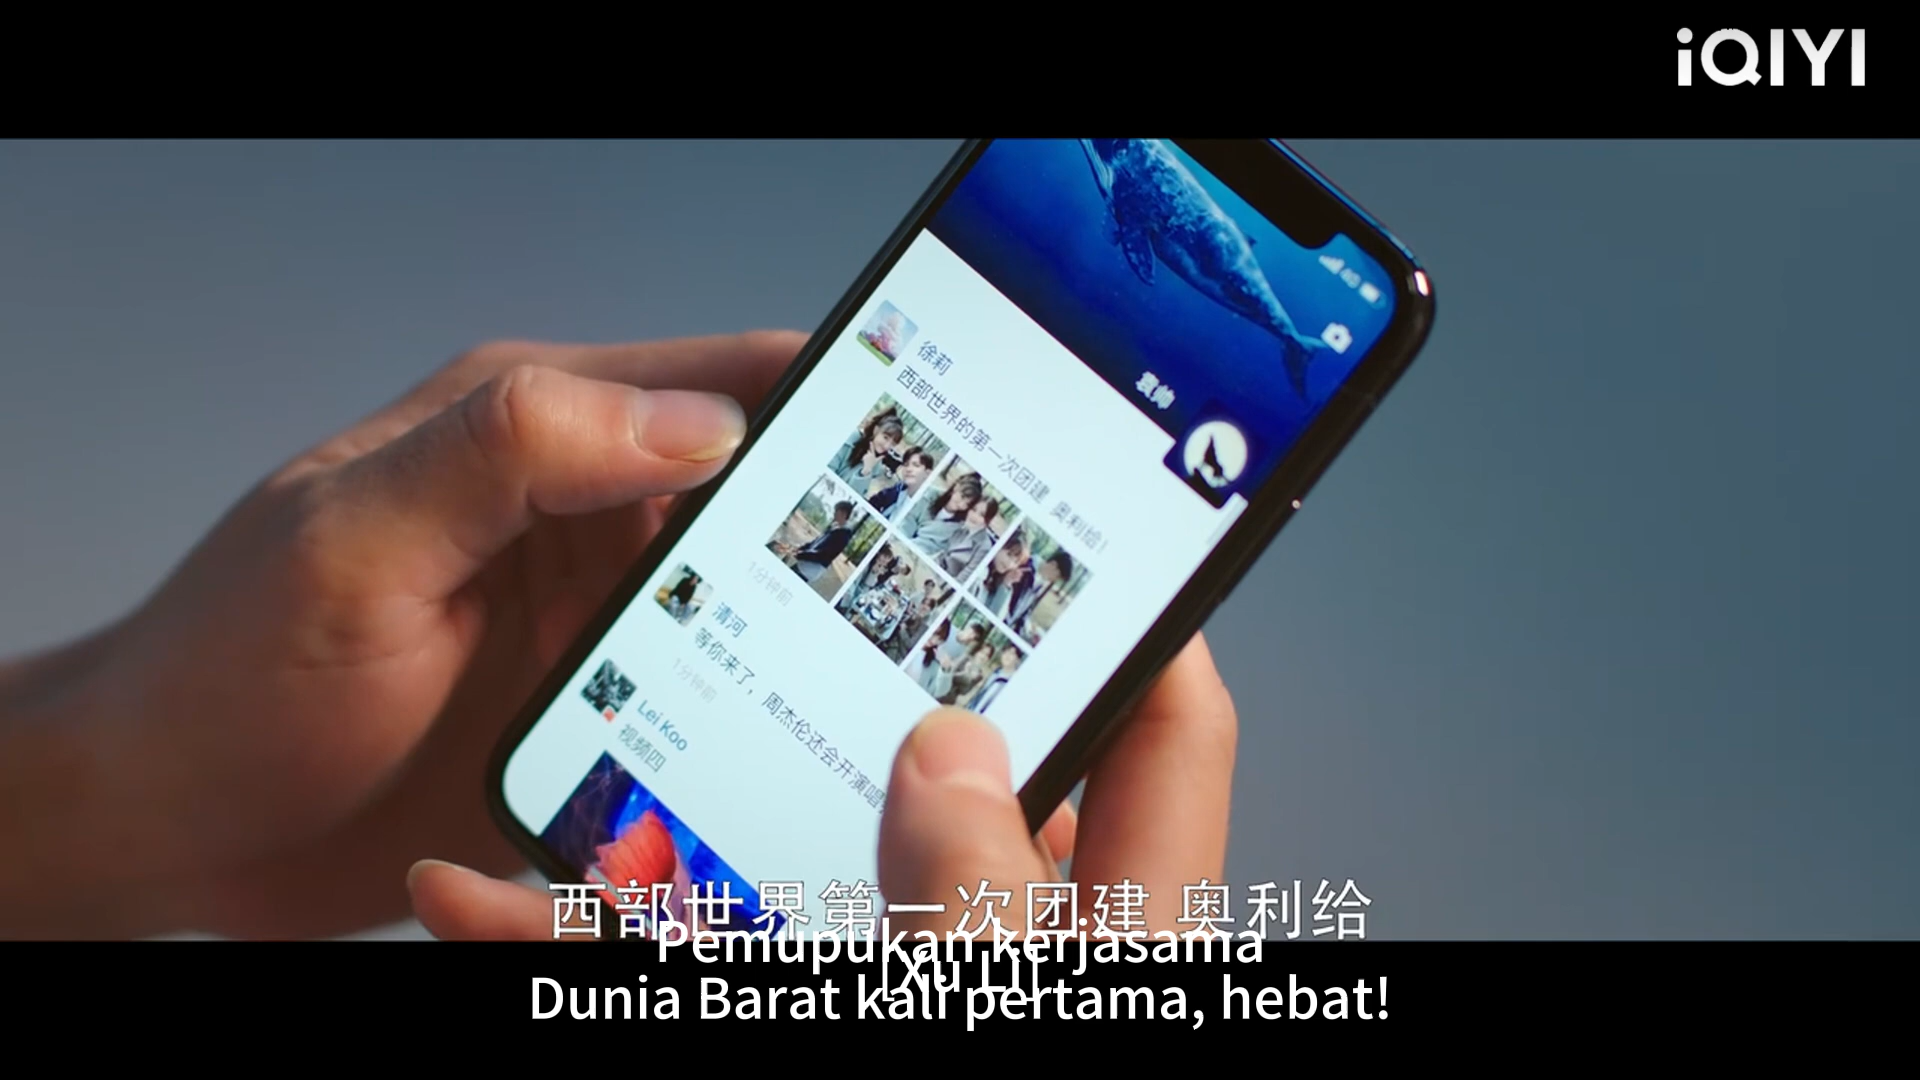 iQIYI
4G
袁帅
徐莉
西部世界的第一次团建 奥利给!
1分钟前
清河
等你来了,周杰伦还会开演唱
1分钟前
Lei Koo
视频四
西部世界第一次团建 奥利给
Pemupukan kerjasama
[Xu Li]
Dunia Barat kali pertama, hebat!